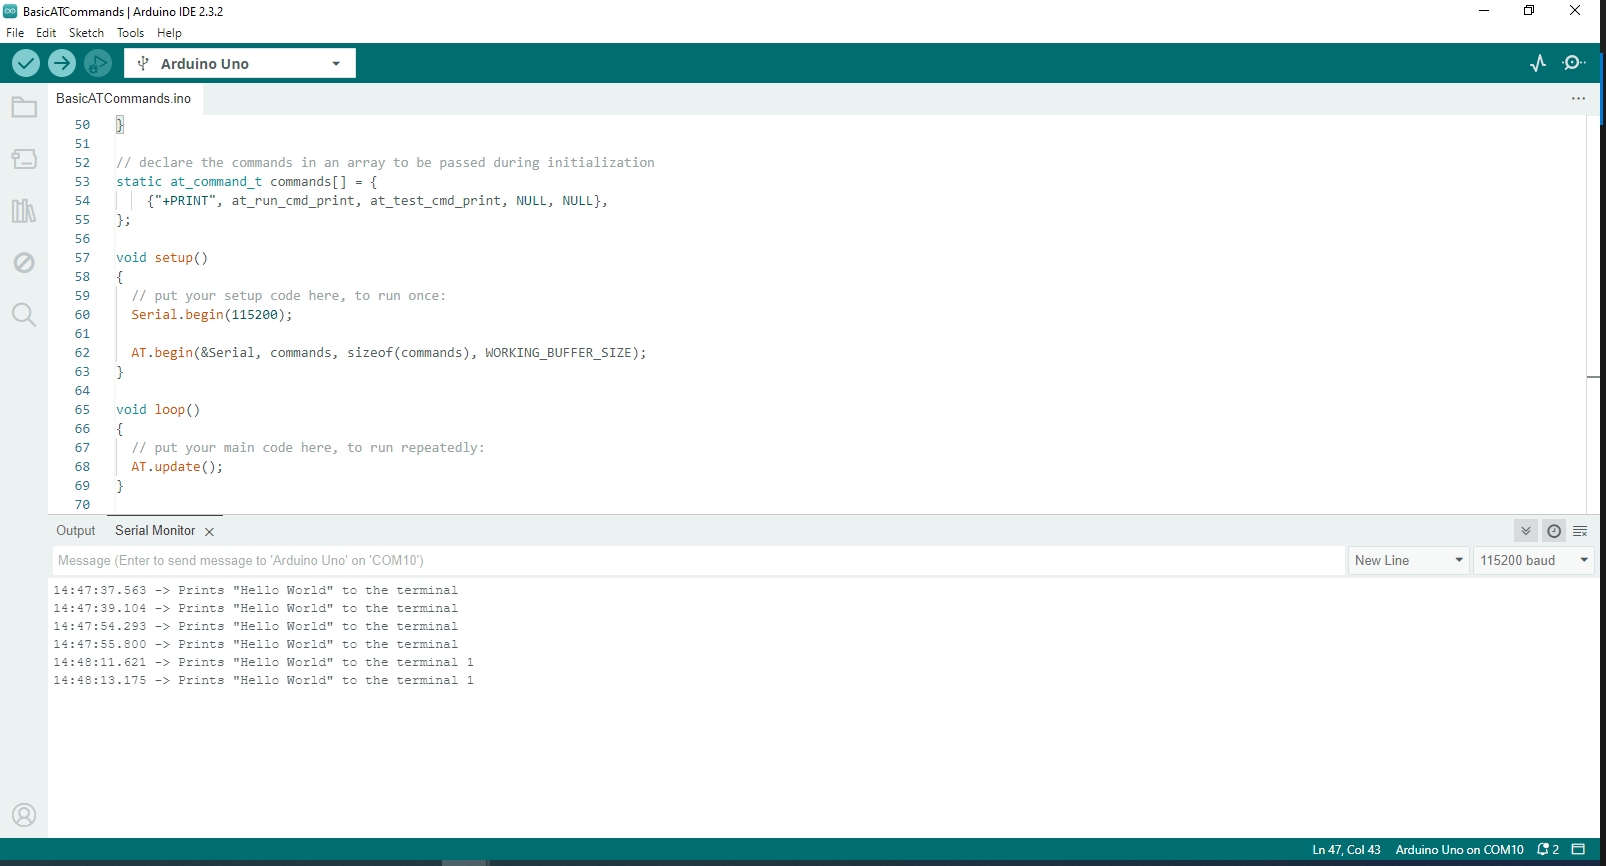 BasicATCommands | Arduino IDE 2.3.2
File Edit Sketch Tools Help
Arduino Uno
BasicATCommands.ino
50 }
51
52 // declare the commands in an array to be passed during initialization
53 static at_command_t commands[] = {
54 {"+PRINT", at_run_cmd_print, at_test_cmd_print, NULL, NULL},
55 };
56
57 void setup()
58 {
59 // put your setup code here, to run once:
60 Serial.begin(115200);
61
62 AT.begin(&Serial, commands, sizeof(commands), WORKING_BUFFER_SIZE);
63 }
64
65 void loop()
66 {
67 // put your main code here, to run repeatedly:
68 AT.update();
69 }
70
Output Serial Monitor
Message (Enter to send message to 'Arduino Uno' on 'COM10') New Line 115200 baud
14:47:37.563 -> Prints "Hello World" to the terminal
14:47:39.104 -> Prints "Hello World" to the terminal
14:47:54.293 -> Prints "Hello World" to the terminal
14:47:55.800 -> Prints "Hello World" to the terminal
14:48:11.621 -> Prints "Hello World" to the terminal 1
14:48:13.175 -> Prints "Hello World" to the terminal 1
Ln 47, Col 43 Arduino Uno on COM10 2